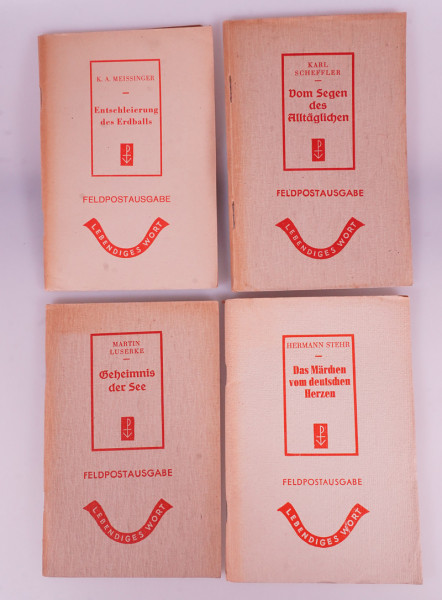 K. A. MEISSINGER
Entschleierung
des Erdballs
FELDPOSTAUSGABE
LEBENDIGES WORT
KARL
SCHEFFLER
Vom Segen
des
Alltäglichen
FELDPOSTAUSGABE
LEBENDIGES WORT
MARTIN
LUSERKE
Geheimnis
der See
FELDPOSTAUSGABE
LEBENDIGES WORT
HERMANN STEHR
Das Märchen
vom deutschen
Herzen
FELDPOSTAUSGABE
LEBENDIGES WORT